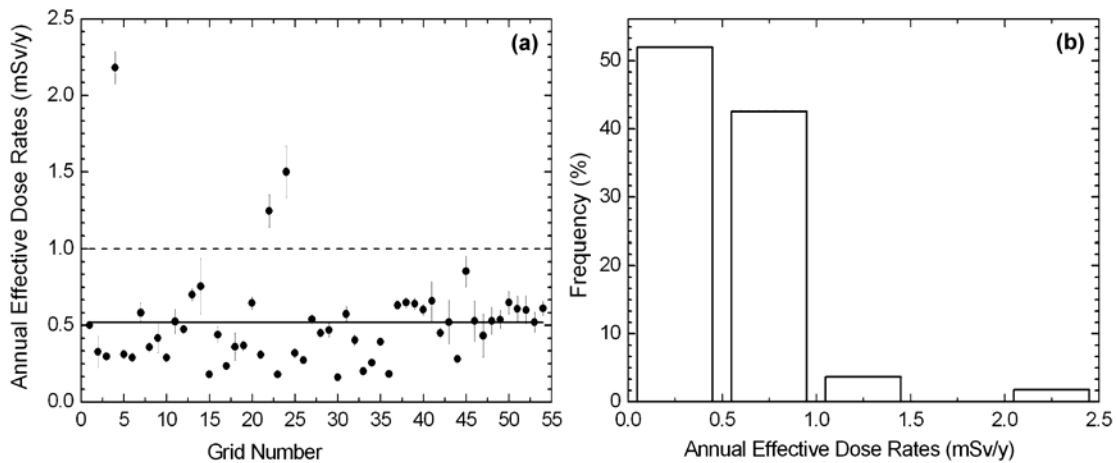 (a)
2.5
2.0
1.5
1.0
0.5
0.0
Annual Effective Dose Rates (mSv/y)
0 5 10 15 20 25 30 35 40 45 50 55
Grid Number
(b)
50
40
30
20
10
0
Frequency (%)
0.0 0.5 1.0 1.5 2.0 2.5
Annual Effective Dose Rates (mSv/y)